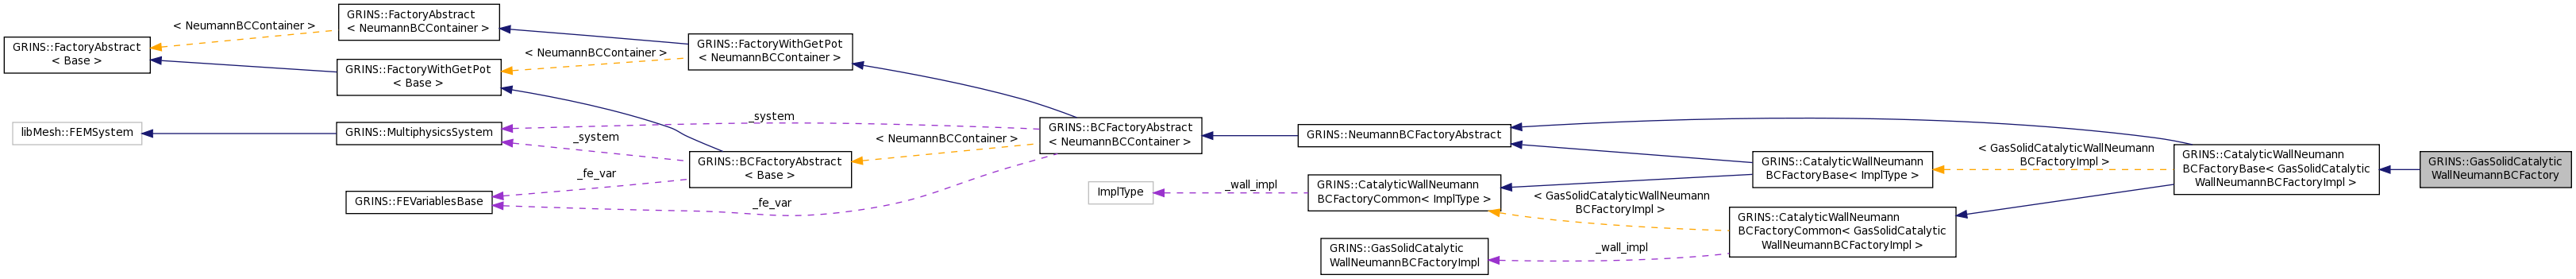 GRINS::FactoryAbstract
< Base >
< NeumannBCContainer >
GRINS::FactoryAbstract
< NeumannBCContainer >
GRINS::FactoryWithGetPot
< Base >
libMesh::FEMSystem
GRINS::MultiphysicsSystem
GRINS::FEVariablesBase
< NeumannBCContainer >
_system
_fe_var
GRINS::FactoryWithGetPot
< NeumannBCContainer >
_system
GRINS::BCFactoryAbstract
< Base >
_fe_var
< NeumannBCContainer >
GRINS::BCFactoryAbstract
< NeumannBCContainer >
ImplType
_wall_impl
GRINS::NeumannBCFactoryAbstract
GRINS::CatalyticWallNeumann
BCFactoryCommon< ImplType >
GRINS::GasSolidCatalytic
WallNeumannBCFactoryImpl
< GasSolidCatalyticWallNeumann
BCFactoryImpl >
_wall_impl
GRINS::CatalyticWallNeumann
BCFactoryBase< ImplType >
GRINS::CatalyticWallNeumann
BCFactoryCommon< GasSolidCatalytic
WallNeumannBCFactoryImpl >
< GasSolidCatalyticWallNeumann
BCFactoryImpl >
GRINS::CatalyticWallNeumann
BCFactoryBase< GasSolidCatalytic
WallNeumannBCFactoryImpl >
GRINS::GasSolidCatalytic
WallNeumannBCFactory